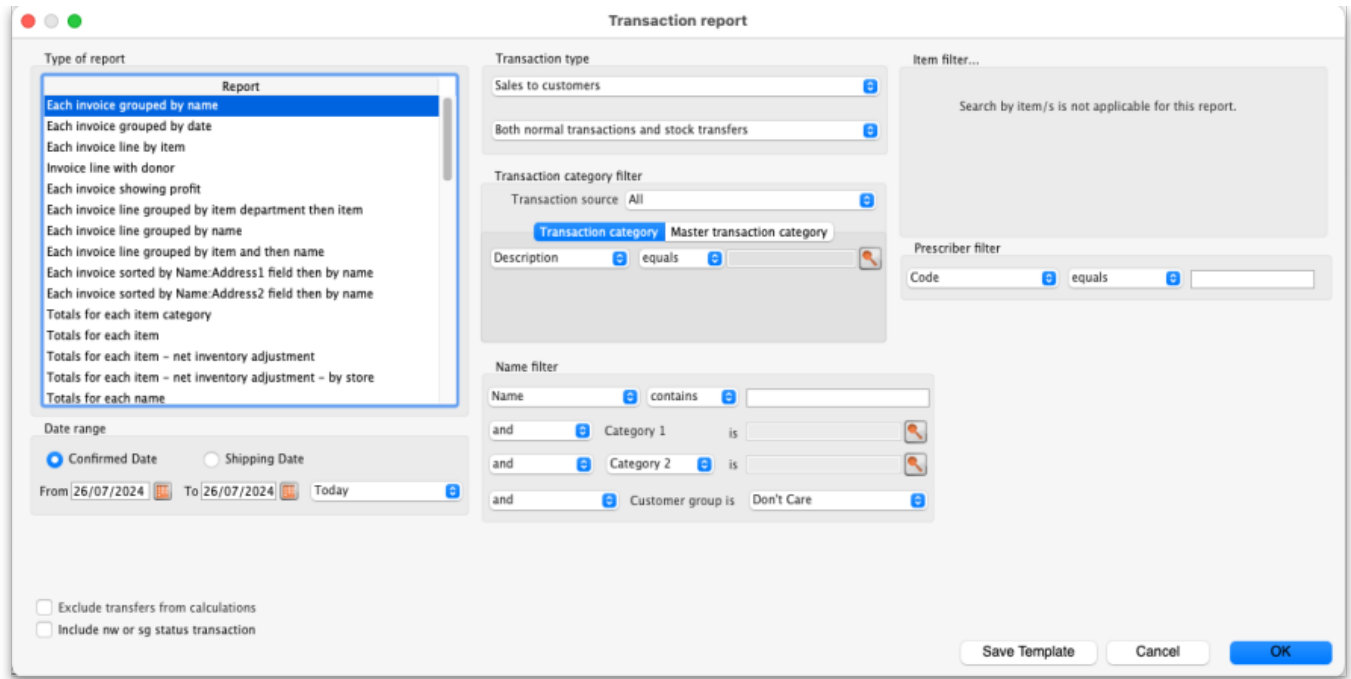 Transaction report
Type of report
Report
Each invoice grouped by name
Each invoice grouped by date
Each invoice line by item
Invoice line with donor
Each invoice showing profit
Each invoice line grouped by item department then item
Each invoice line grouped by name
Each invoice line grouped by item and then name
Each invoice sorted by Name:Address1 field then by name
Each invoice sorted by Name:Address2 field then by name
Totals for each item category
Totals for each item
Totals for each item – net inventory adjustment
Totals for each item – net inventory adjustment – by store
Totals for each name
Date range
Confirmed Date Shipping Date
From 26/07/2024 To 26/07/2024 Today
Exclude transfers from calculations
Include nw or sg status transaction
Transaction type
Sales to customers
Both normal transactions and stock transfers
Transaction category filter
Transaction source All
Transaction category Master transaction category
Description equals
Name filter
Name contains
and Category 1 is
and Category 2 is
and Customer group is Don't Care
Item filter...
Search by item/s is not applicable for this report.
Prescriber filter
Code equals
Save Template Cancel OK